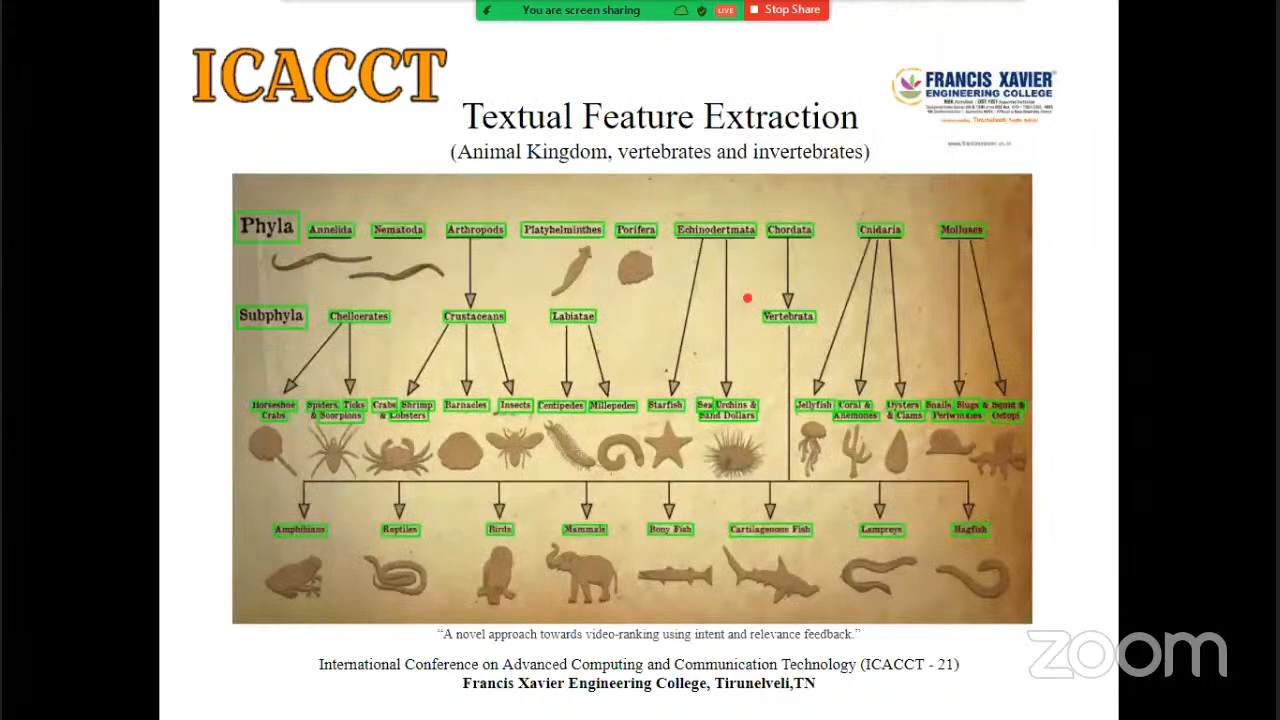 You are screen sharing LIVE Stop Share
ICACCT
FRANCIS XAVIER
ENGINEERING COLLEGE
Textual Feature Extraction
(Animal Kingdom, vertebrates and invertebrates)
Phyla Annelida Nematoda Arthropods Platyhelminthes Porifera Echinodertmata Chordata Cnidaria Molluscs
Subphyla Chellcerates Crustaceans Labiatae Vertebrata
Horseshoe Crabs
Spiders, Ticks & Scorpions
Crabs Shrimp & Lobsters
Barnacles
Insects
Centipedes
Millepedes
Starfish
Sea Urchins & Sand Dollars
Jellyfish
Coral & Anemones
Oysters & Clams
Snails, Slugs & Periwinkles
Squid & Octopi
Amphibians Reptiles Birds Mammals Bony Fish Cartilagenous Fish Lampreys Hagfish
“A novel approach towards video-ranking using intent and relevance feedback.”
International Conference on Advanced Computing and Communication Technology (ICACCT - 21)
Francis Xavier Engineering College, Tirunelveli,TN
zoom